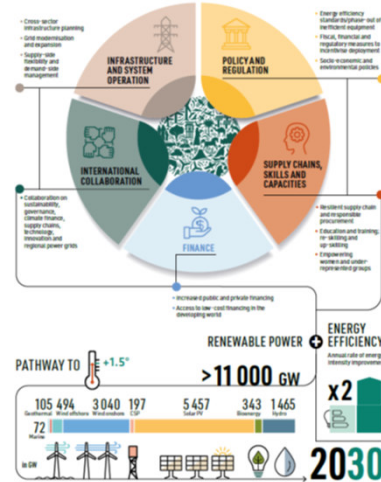 • Cross-sector
infrastructure planning
• Grid modernisation
and expansion
• Supply-side
flexibility and
demand-side
management
INFRASTRUCTURE
AND SYSTEM
OPERATION
POLICY AND
REGULATION
• Energy efficiency
standards/phase-out of
inefficient equipment
• Fiscal, financial and
regulatory measures to
incentivise deployment
• Socio-economic and
environmental policies
INTERNATIONAL
COLLABORATION
SUPPLY CHAINS,
SKILLS AND
CAPACITIES
• Collaboration on
sustainability,
governance,
climate finance,
supply chains,
technology,
innovation and
regional power grids
• Resilient supply chain
and responsible
procurement
• Education and training,
re-skilling and
up-skilling
• Empowering
women and under-
represented groups
FINANCE
• Increased public and private financing
• Access to low-cost financing in the
developing world
RENEWABLE POWER +
ENERGY
EFFICIENCY
Annual rate of energy
intensity improvement
PATHWAY TO +1.5°
>11 000 GW
x2
105 494 3 040 197 5 457 343 1 465
Geothermal Wind offshore Wind onshore CSP Solar PV Bioenergy Hydro
72
Marine
in GW
2030